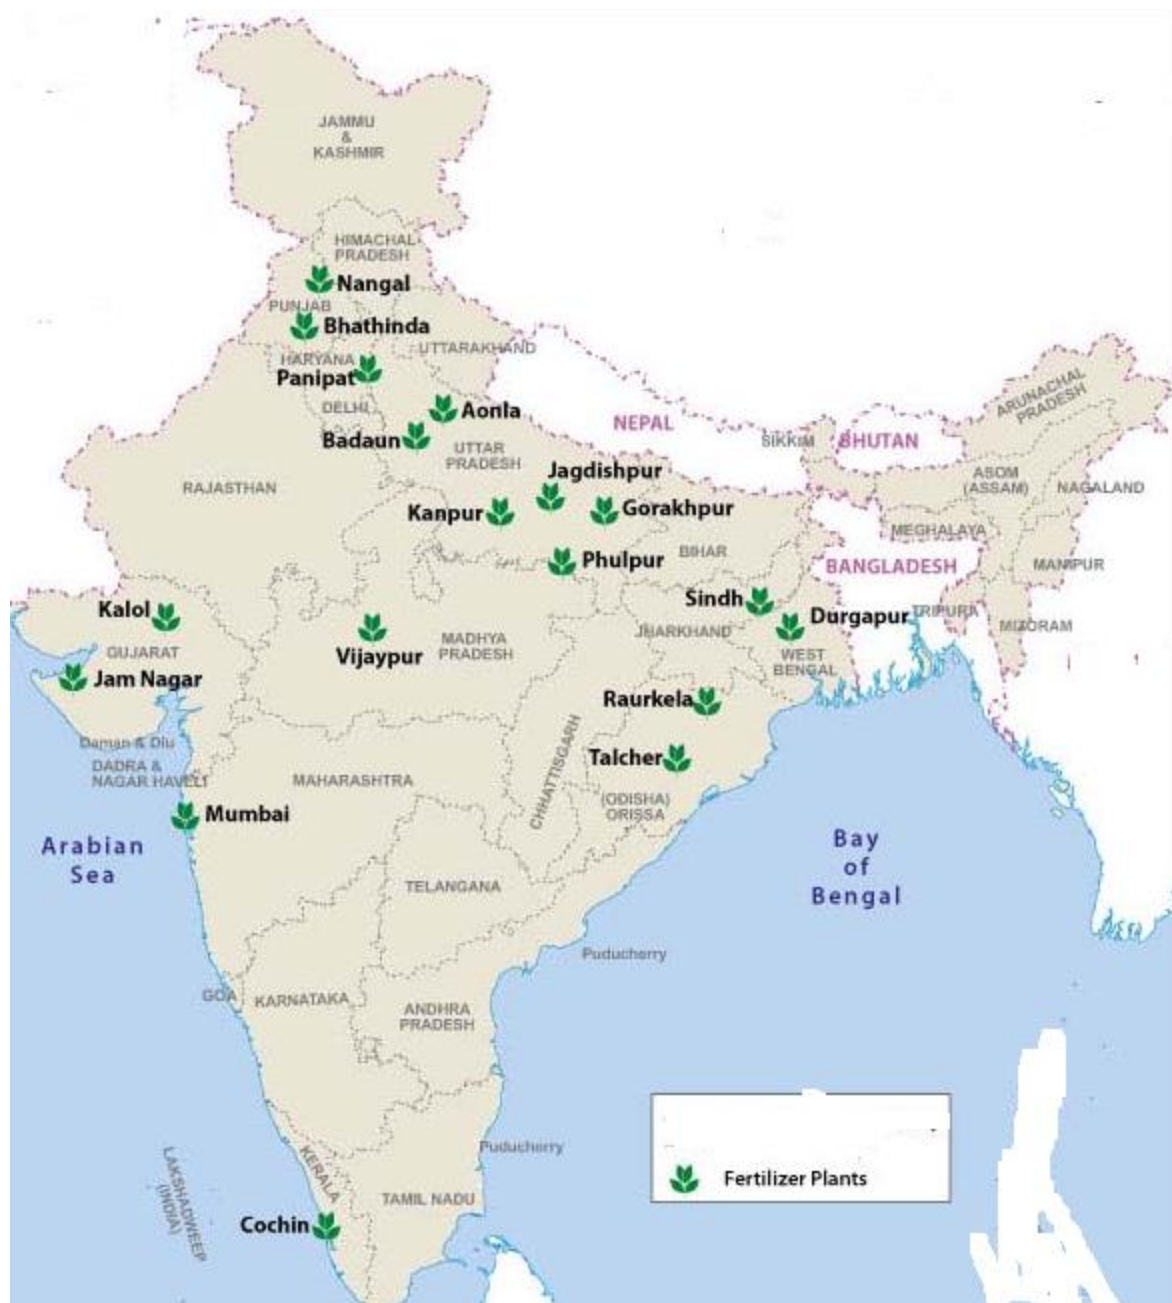 JAMMU
&
KASHMIR
HIMACHAL
PRADESH
Nangal
PUNJAB
Bhathinda
HARYANA
UTTARAKHAND
Panipat
DELHI
Aonla
Badaun
UTTAR
PRADESH
NEPAL
SIKKIM
BHUTAN
ARUNACHAL
PRADESH
RAJASTHAN
Jagdishpur
ASOM
(ASSAM)
NAGALAND
Kanpur
Gorakhpur
MEGHALAYA
BIHAR
Phulpur
BANGLADESH
MANIPUR
Sindh
Kalol
Durgapur
TRIPURA
MIZORAM
JHARKHAND
GUJARAT
Vijaypur
MADHYA
PRADESH
WEST
BENGAL
Jam Nagar
Raurkela
Daman & Diu
DADRA &
NAGAR HAVELI
MAHARASHTRA
CHHATTISGARH
Talcher
(ODISHA)
ORISSA
Mumbai
Arabian
Sea
Bay
of
Bengal
TELANGANA
Puducherry
GOA
KARNATAKA
ANDHRA
PRADESH
Puducherry
LAKSHADWEEP
(INDIA)
KERALA
TAMIL NADU
Cochin
Fertilizer Plants